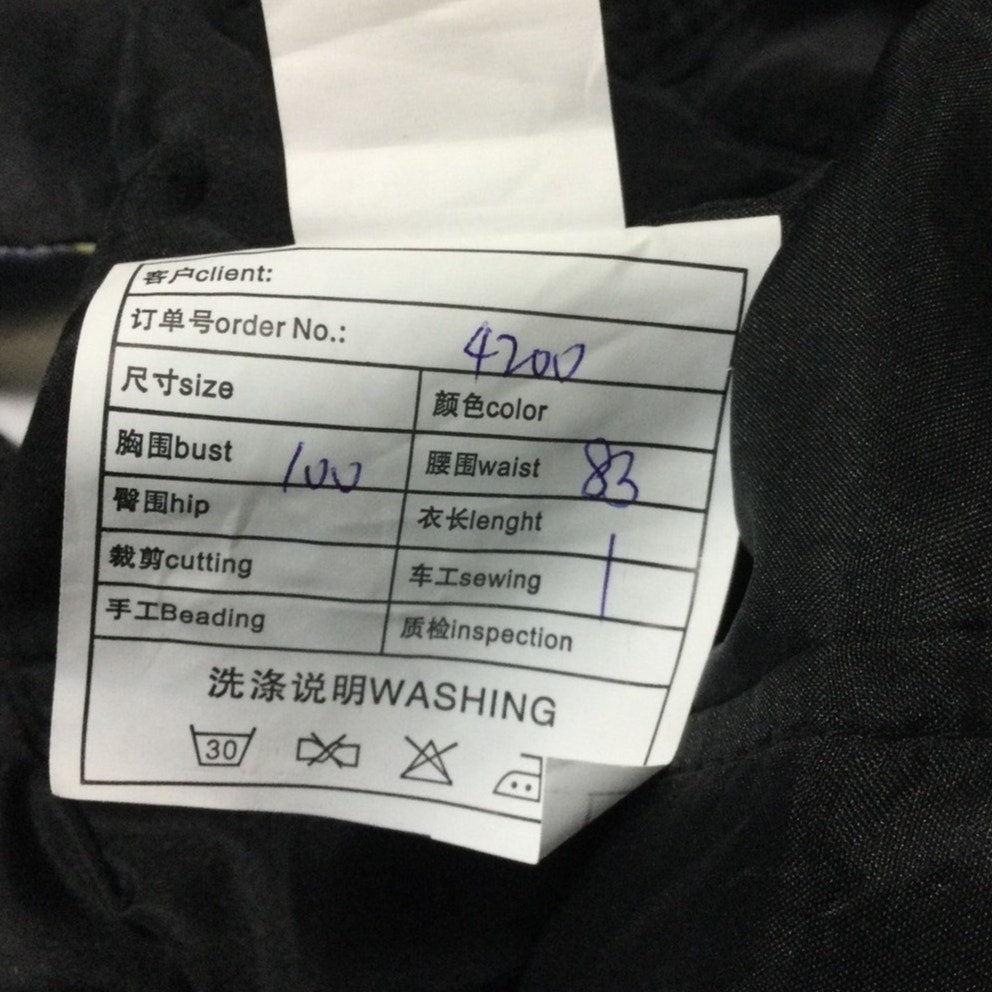 客户client:
订单号order No.: 4200
尺寸size 颜色color
胸围bust 100 腰围waist 83
臀围hip 衣长lenght
裁剪cutting 车工sewing
手工Beading 质检inspection
洗涤说明WASHING
30